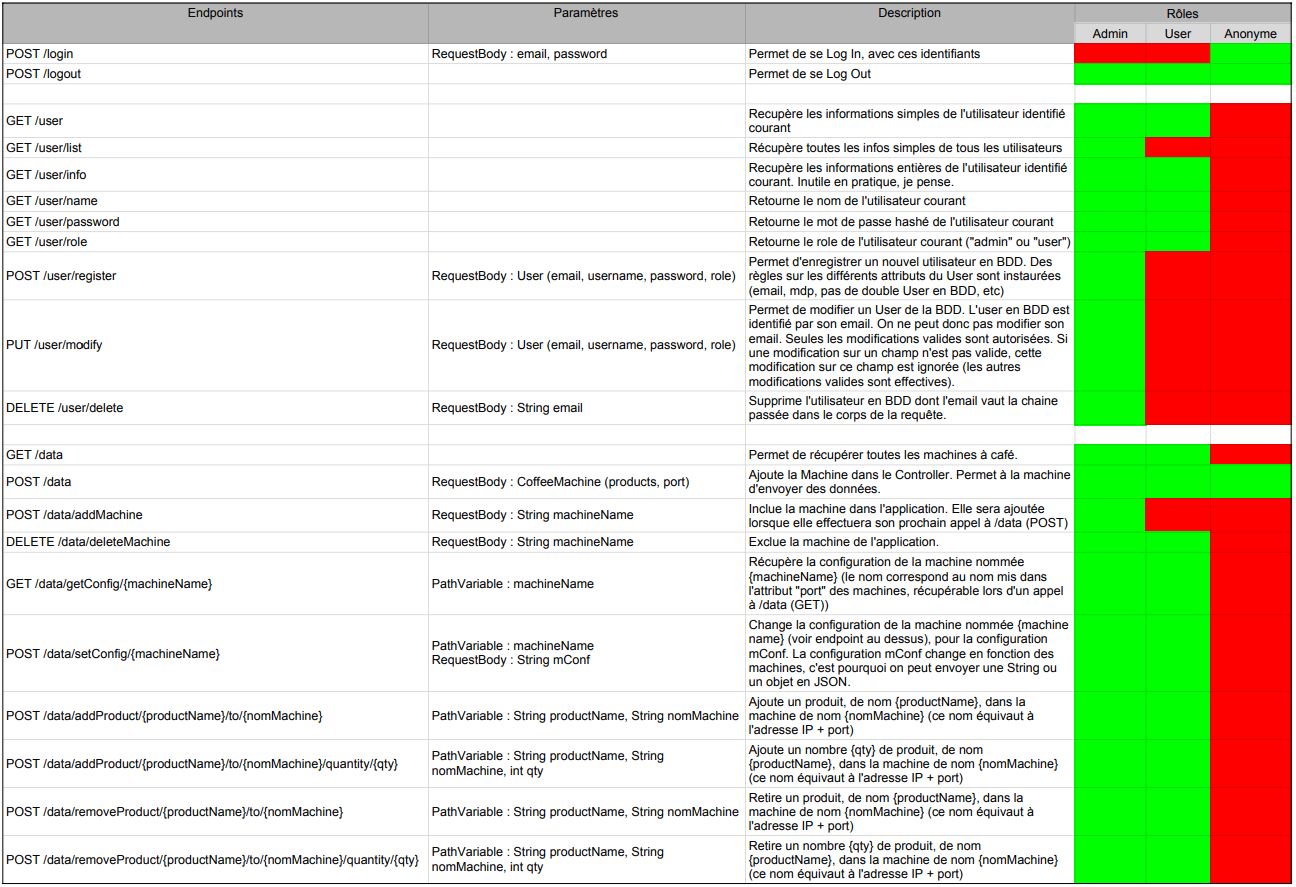 Endpoints Paramètres Description Rôles
Admin User Anonyme
POST /login RequestBody : email, password Permet de se Log In, avec ces identifiants
POST /logout Permet de se Log Out
GET /user Recupère les informations simples de l'utilisateur identifié
courant
GET /user/list Récupère toutes les infos simples de tous les utilisateurs
GET /user/info Recupère les informations entières de l'utilisateur identifié
courant. Inutile en pratique, je pense.
GET /user/name Retourne le nom de l'utilisateur courant
GET /user/password Retourne le mot de passe hashé de l'utilisateur courant
GET /user/role Retourne le role de l'utilisateur courant ("admin" ou "user")
POST /user/register RequestBody : User (email, username, password, role) Permet d'enregistrer un nouvel utilisateur en BDD. Des
règles sur les différents attributs du User sont instaurées
(email, mdp, pas de double User en BDD, etc)
PUT /user/modify RequestBody : User (email, username, password, role) Permet de modifier un User de la BDD. L'user en BDD est
identifié par son email. On ne peut donc pas modifier son
email. Seules les modifications valides sont autorisées. Si
une modification sur un champ n'est pas valide, cette
modification sur ce champ est ignorée (les autres
modifications valides sont effectives).
DELETE /user/delete RequestBody : String email Supprime l'utilisateur en BDD dont l'email vaut la chaine
passée dans le corps de la requête.
GET /data Permet de récupérer toutes les machines à café.
POST /data RequestBody : CoffeeMachine (products, port) Ajoute la Machine dans le Controller. Permet à la machine
d'envoyer des données.
POST /data/addMachine RequestBody : String machineName Inclue la machine dans l'application. Elle sera ajoutée
lorsque elle effectuera son prochain appel à /data (POST)
DELETE /data/deleteMachine RequestBody : String machineName Exclue la machine de l'application.
GET /data/getConfig/{machineName} PathVariable : machineName Récupère la configuration de la machine nommée
{machineName} (le nom correspond au nom mis dans
l'attribut "port" des machines, récupérable lors d'un appel
à /data (GET))
POST /data/setConfig/{machineName} PathVariable : machineName
RequestBody : String mConf Change la configuration de la machine nommée {machine
name} (voir endpoint au dessus), pour la configuration
mConf. La configuration mConf change en fonction des
machines, c'est pourquoi on peut envoyer une String ou
un objet en JSON.
POST /data/addProduct/{productName}/to/{nomMachine} PathVariable : String productName, String nomMachine Ajoute un produit, de nom {productName}, dans la
machine de nom {nomMachine} (ce nom équivaut à
l'adresse IP + port)
POST /data/addProduct/{productName}/to/{nomMachine}/quantity/{qty} PathVariable : String productName, String
nomMachine, int qty Ajoute un nombre {qty} de produit, de nom
{productName}, dans la machine de nom {nomMachine}
(ce nom équivaut à l'adresse IP + port)
POST /data/removeProduct/{productName}/to/{nomMachine} PathVariable : String productName, String nomMachine Retire un produit, de nom {productName}, dans la
machine de nom {nomMachine} (ce nom équivaut à
l'adresse IP + port)
POST /data/removeProduct/{productName}/to/{nomMachine}/quantity/{qty} PathVariable : String productName, String
nomMachine, int qty Retire un nombre {qty} de produit, de nom
{productName}, dans la machine de nom {nomMachine}
(ce nom équivaut à l'adresse IP + port)